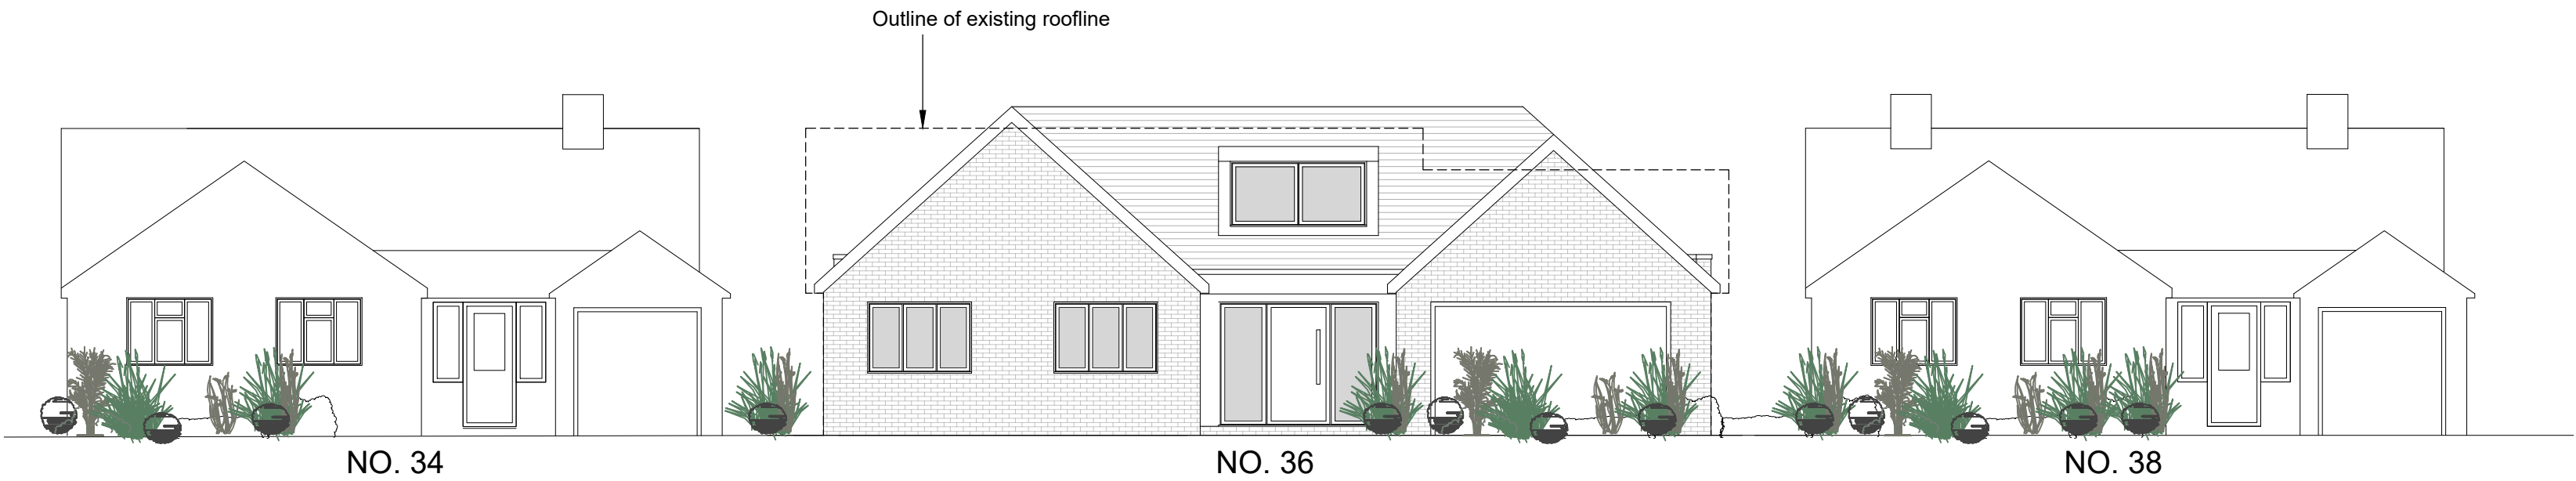 Outline of existing roofline
NO. 34
NO. 36
NO. 38